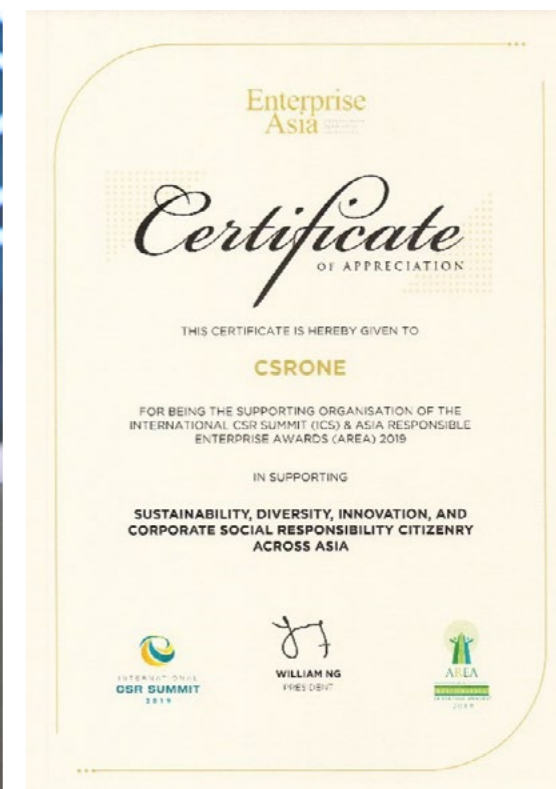 Enterprise
Asia
Certificate
OF APPRECIATION
THIS CERTIFICATE IS HEREBY GIVEN TO
CSRONE
FOR BEING THE SUPPORTING ORGANISATION OF THE
INTERNATIONAL CSR SUMMIT (ICS) & ASIA RESPONSIBLE
ENTERPRISE AWARDS (AREA) 2019
IN SUPPORTING
SUSTAINABILITY, DIVERSITY, INNOVATION, AND
CORPORATE SOCIAL RESPONSIBILITY CITIZENRY
ACROSS ASIA
INTERNATIONAL
CSR SUMMIT
2019
WILLIAM NG
PRESIDENT
AREA
2019